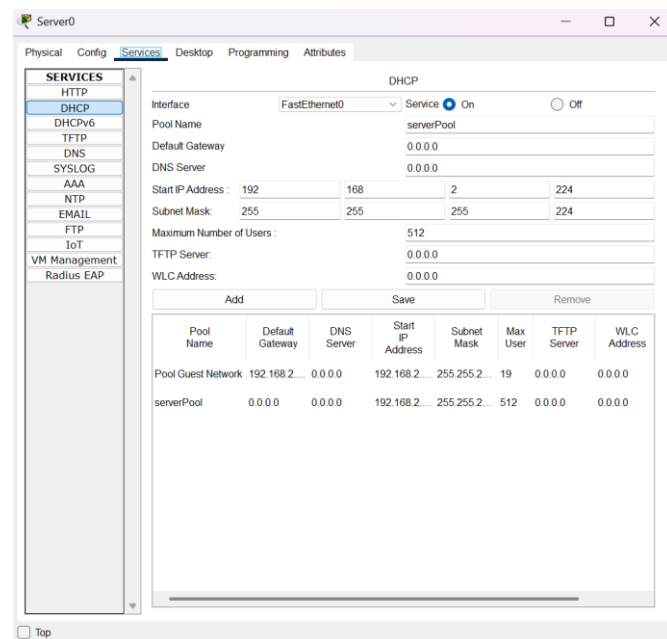 Server0
Physical Config Services Desktop Programming Attributes
SERVICES
HTTP
DHCP
DHCPv6
TFTP
DNS
SYSLOG
AAA
NTP
EMAIL
FTP
IoT
VM Management
Radius EAP
DHCP
Interface FastEthernet0 Service On Off
Pool Name serverPool
Default Gateway 0.0.0.0
DNS Server 0.0.0.0
Start IP Address : 192 168 2 224
Subnet Mask: 255 255 255 224
Maximum Number of Users : 512
TFTP Server: 0.0.0.0
WLC Address: 0.0.0.0
Add Save Remove
Pool Name Default Gateway DNS Server Start IP Address Subnet Mask Max User TFTP Server WLC Address
Pool Guest Network 192.168.2.... 0.0.0.0 192.168.2.... 255.255.2... 19 0.0.0.0 0.0.0.0
serverPool 0.0.0.0 0.0.0.0 192.168.2.... 255.255.2... 512 0.0.0.0 0.0.0.0
Top